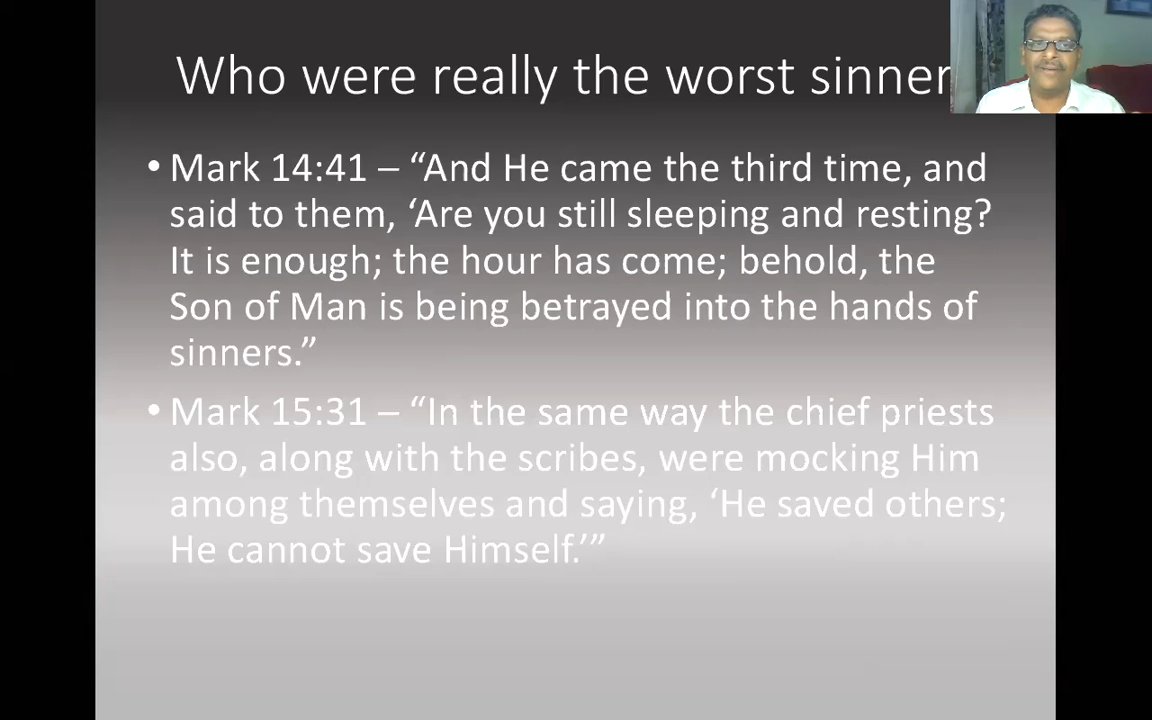 Who were really the worst sinner
• Mark 14:41 – “And He came the third time, and
said to them, ‘Are you still sleeping and resting?
It is enough; the hour has come; behold, the
Son of Man is being betrayed into the hands of
sinners.”
• Mark 15:31 – “In the same way the chief priests
also, along with the scribes, were mocking Him
among themselves and saying, ‘He saved others;
He cannot save Himself.’”